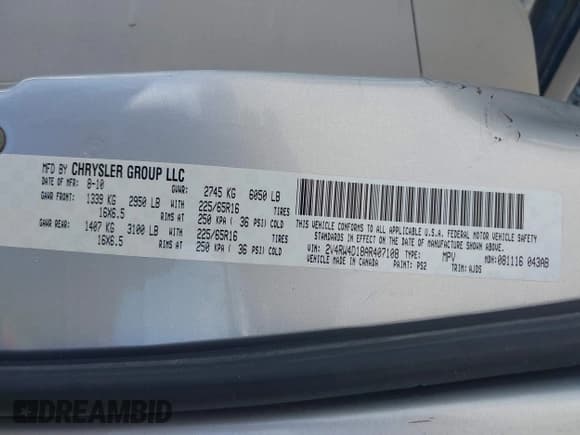 MFD BY CHRYSLER GROUP LLC
DATE OF MFR: 8-10 GVWR: 2745 KG 6050 LB
GAWR FRONT: 1339 KG 2950 LB WITH 225/65R16 TIRES
16X6.5 RIMS AT 250 KPA ( 36 PSI) COLD
GAWR REAR: 1407 KG 3100 LB WITH 225/65R16 TIRES
16X6.5 RIMS AT 250 KPA ( 36 PSI) COLD
THIS VEHICLE CONFORMS TO ALL APPLICABLE U.S.A. FEDERAL MOTOR VEHICLE SAFETY
STANDARDS IN EFFECT ON THE DATE OF MANUFACTURE SHOWN ABOVE.
VIN: 2V4RW4D18AR407108 TYPE: MPV MDH: 081116 043AB
VEHICLE MADE IN CANADA PAINT: PS2 TRIM: AJDS
DREAMBID